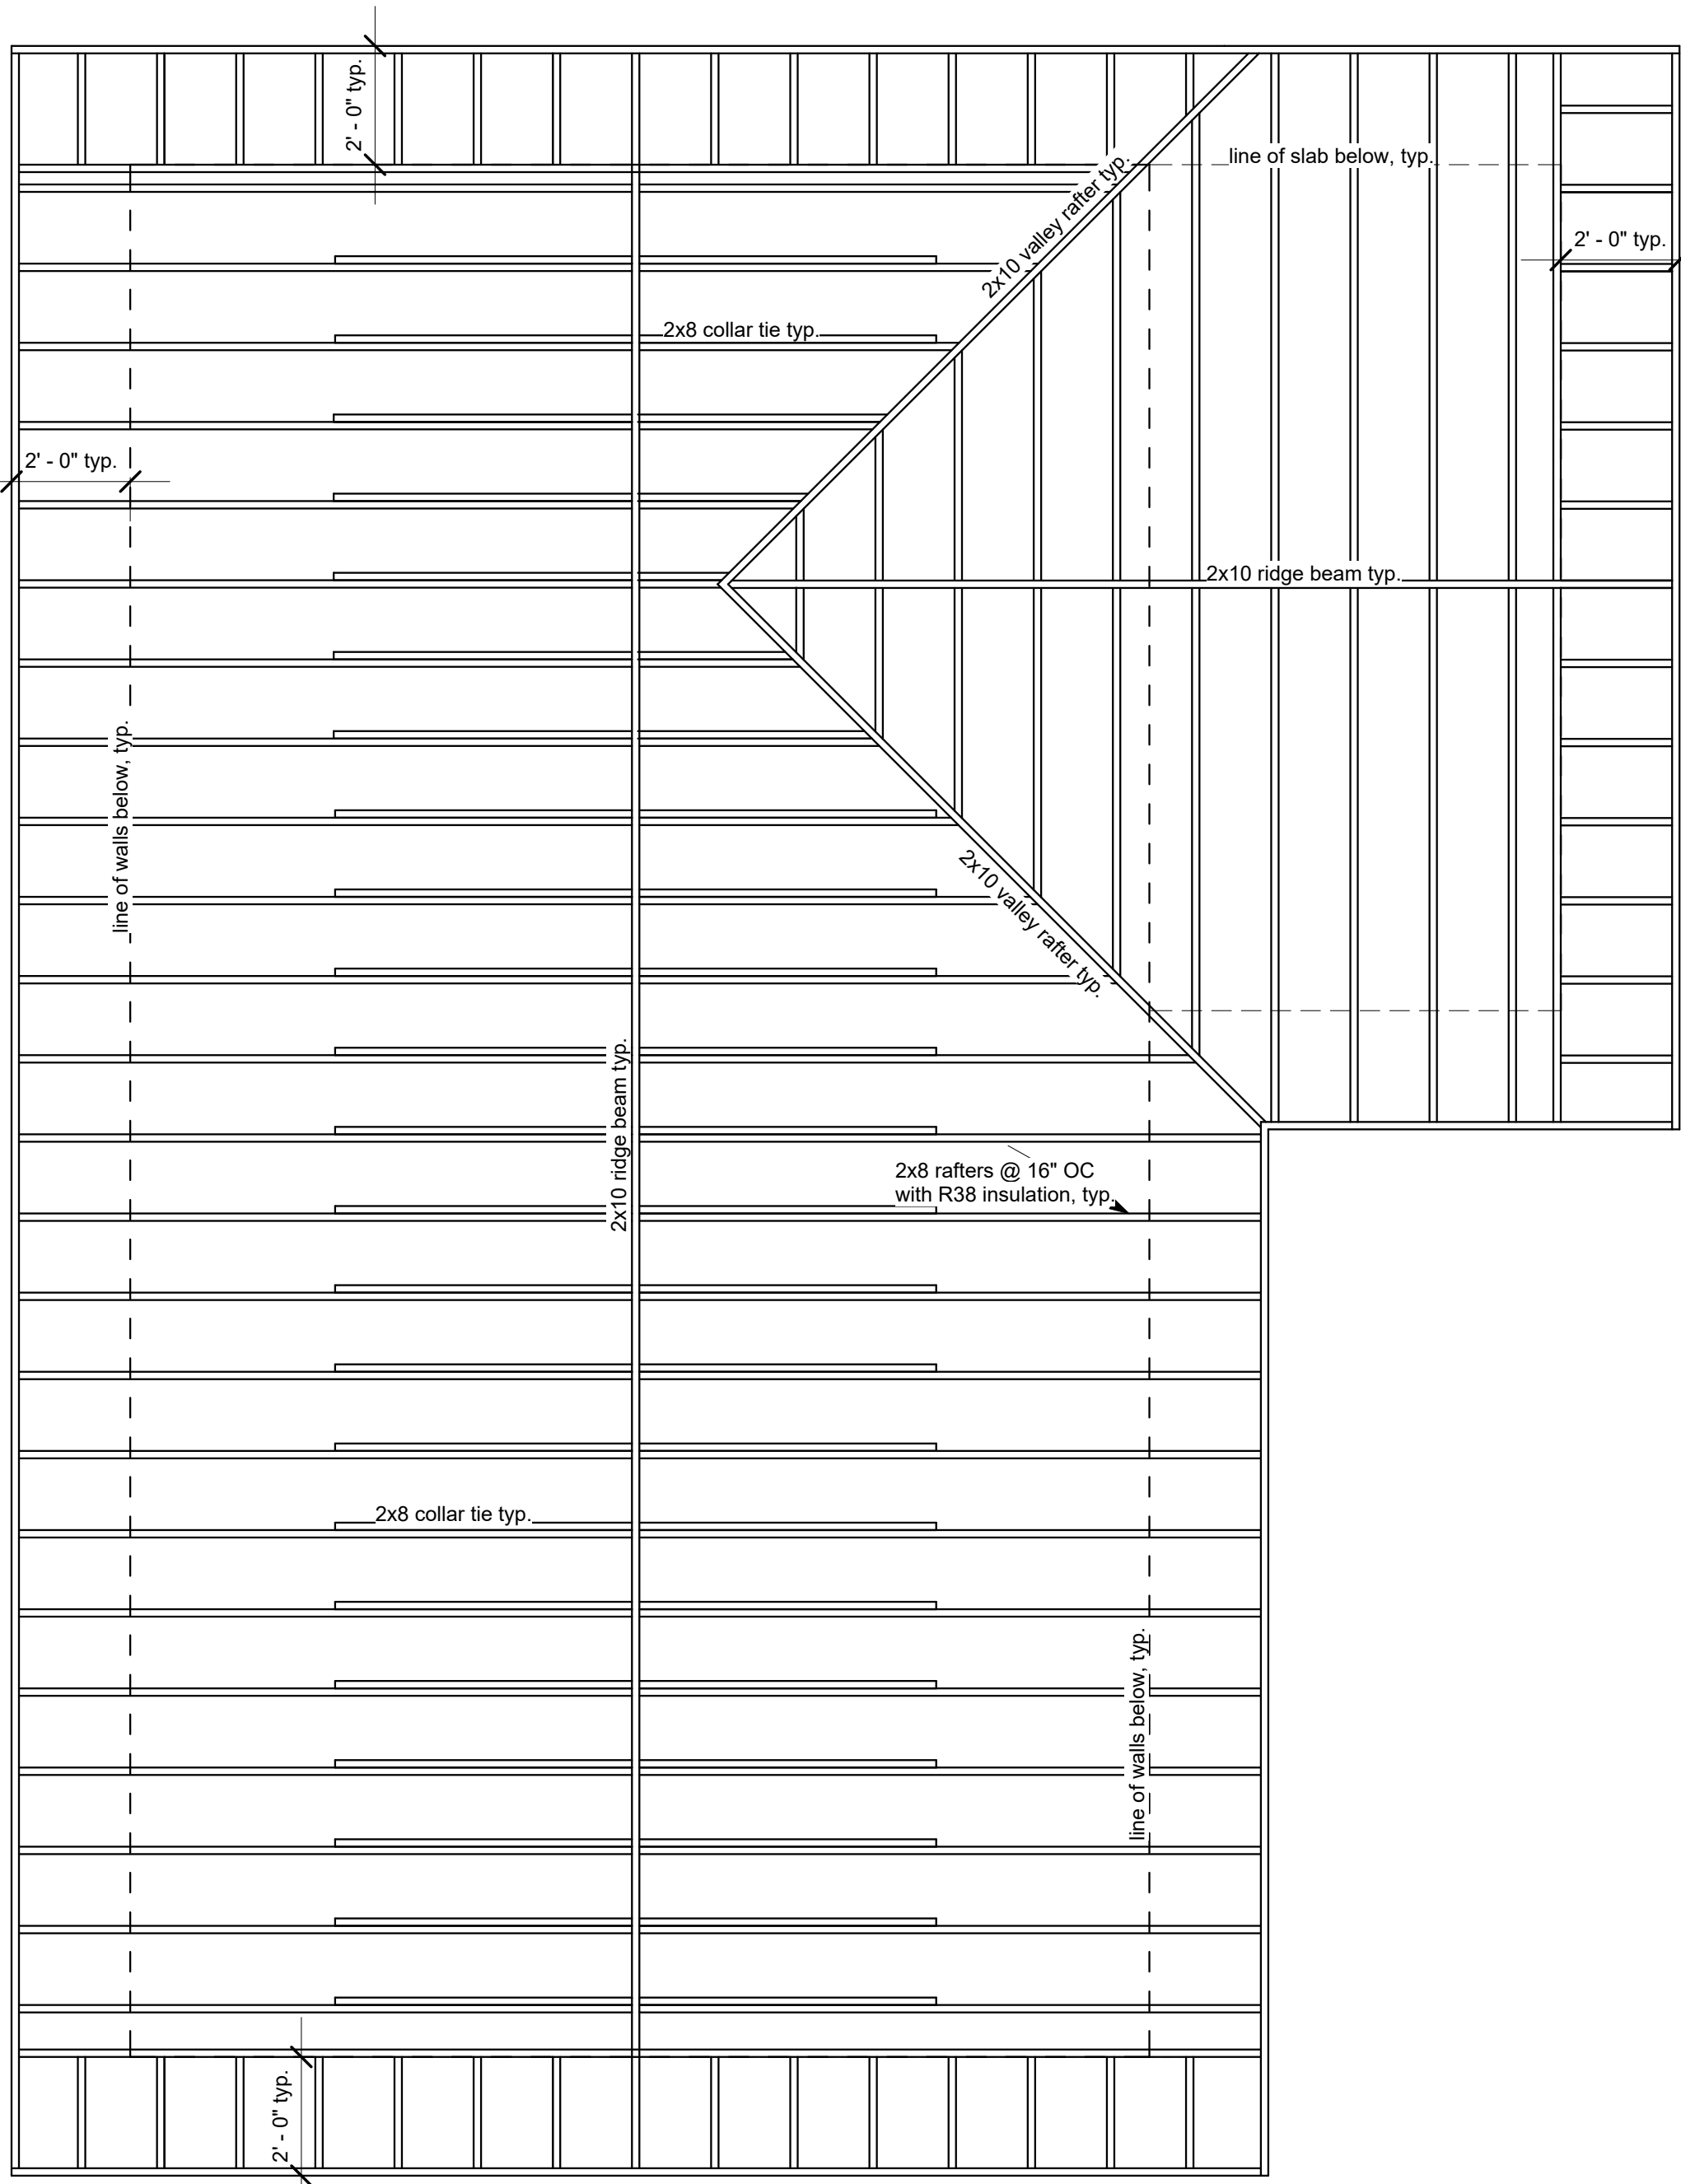 2' - 0" typ.
line of slab below, typ.
2x10 valley rafter typ.
2' - 0" typ.
2x8 collar tie typ.
2' - 0" typ.
2x10 ridge beam typ.
line of walls below, typ.
2x10 valley rafter typ.
2x10 ridge beam typ.
2x8 rafters @ 16" OC
with R38 insulation, typ.
2x8 collar tie typ.
line of walls below, typ.
2' - 0" typ.